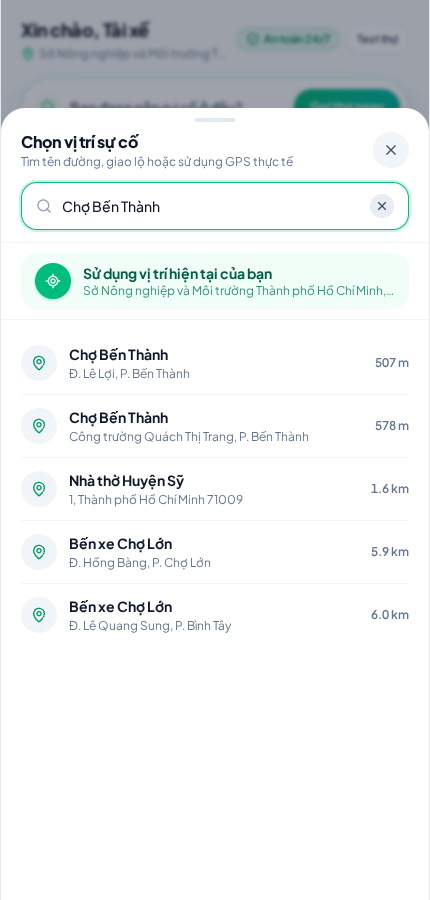 Xin chào, Tài xế
Sở Nông nghiệp và Môi trường T...
An toàn 24/7
Test thợ
Chọn vị trí sự cố
Tìm tên đường, giao lộ hoặc sử dụng GPS thực tế
Chợ Bến Thành
Sử dụng vị trí hiện tại của bạn
Sở Nông nghiệp và Môi trường Thành phố Hồ Chí Minh,...
Chợ Bến Thành
507 m
Đ. Lê Lợi, P. Bến Thành
Chợ Bến Thành
578 m
Công trường Quách Thị Trang, P. Bến Thành
Nhà thờ Huyện Sỹ
1.6 km
1, Thành phố Hồ Chí Minh 71009
Bến xe Chợ Lớn
5.9 km
Đ. Hồng Bàng, P. Chợ Lớn
Bến xe Chợ Lớn
6.0 km
Đ. Lê Quang Sung, P. Bình Tây